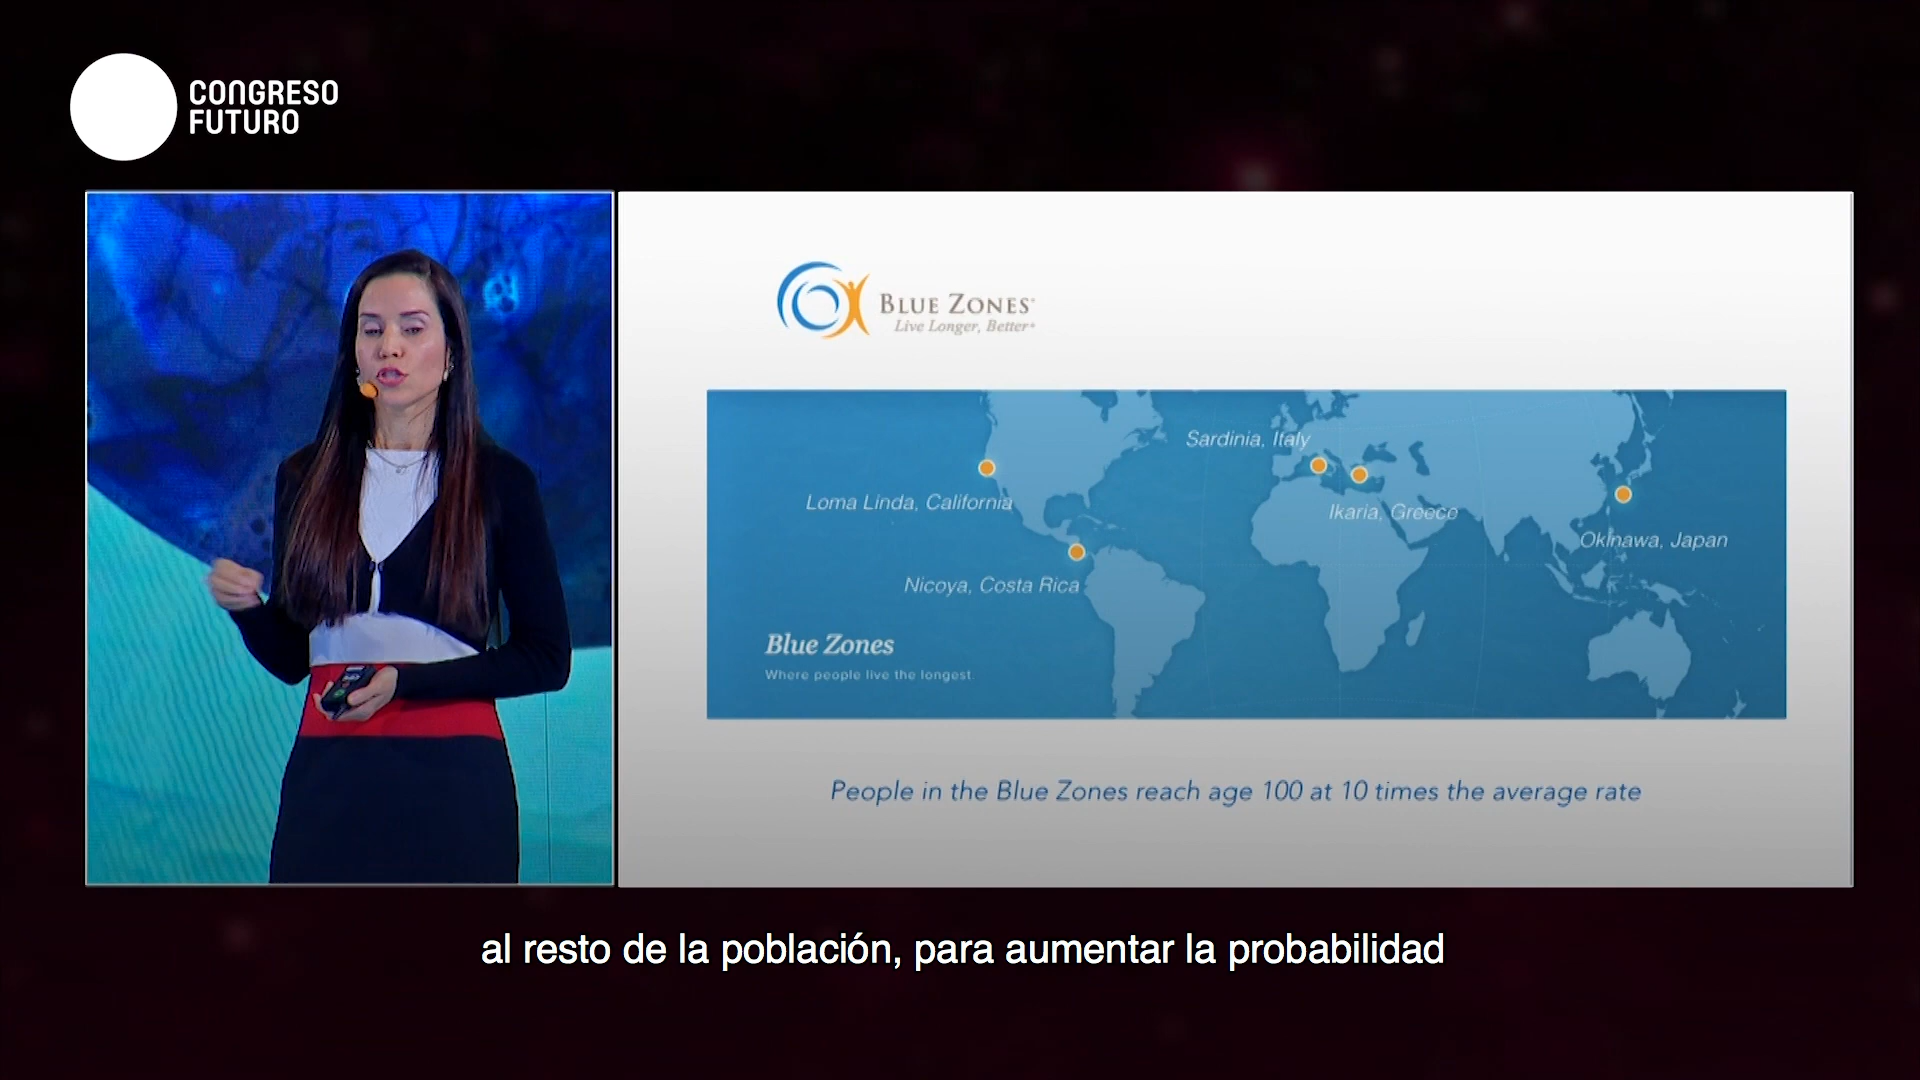 CONGRESO
FUTURO
BLUE ZONES®
Live Longer, Better®
Sardinia, Italy
Loma Linda, California
Ikaria, Greece
Okinawa, Japan
Nicoya, Costa Rica
Blue Zones
Where people live the longest.
People in the Blue Zones reach age 100 at 10 times the average rate
al resto de la población, para aumentar la probabilidad